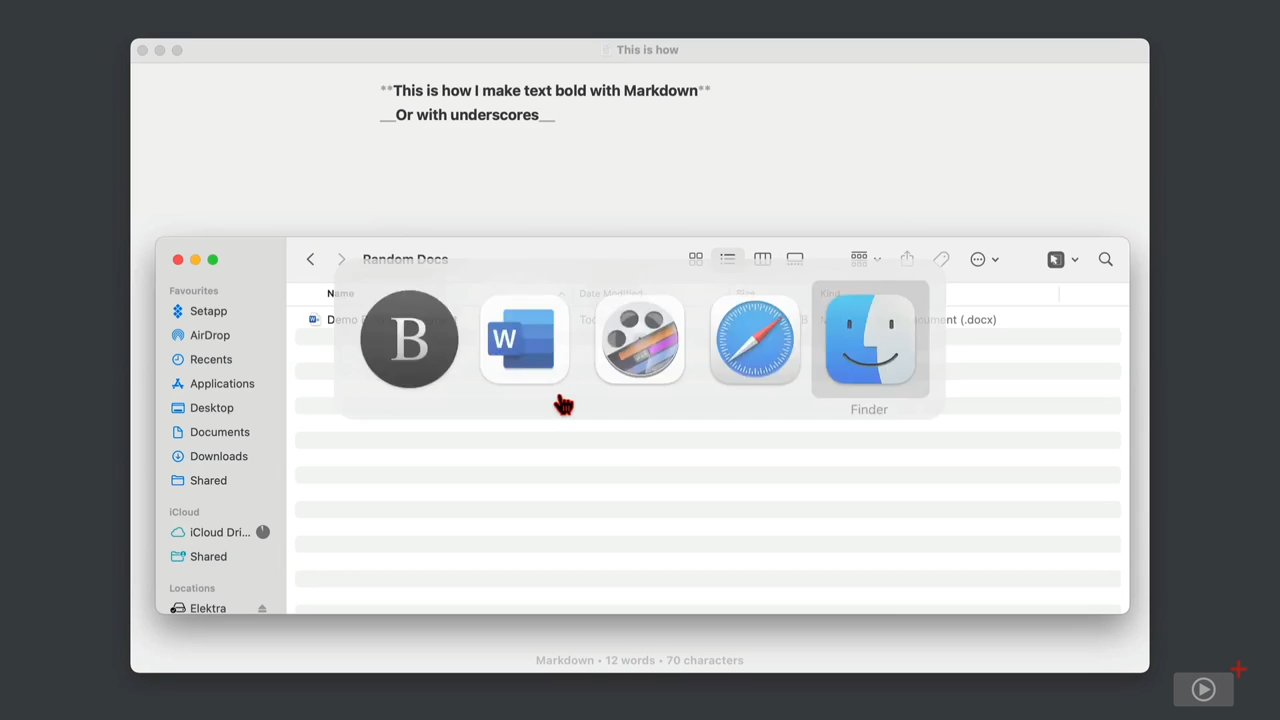 This is how
**This is how I make text bold with Markdown**
__Or with underscores__
Random Docs
Favourites
Setapp
AirDrop
Recents
Applications
Desktop
Documents
Downloads
Shared
iCloud
iCloud Dri...
Shared
Locations
Elektra
Name
Date Modified
Size
Kind
Demo
(.docx)
B
W
Finder
Markdown • 12 words • 70 characters